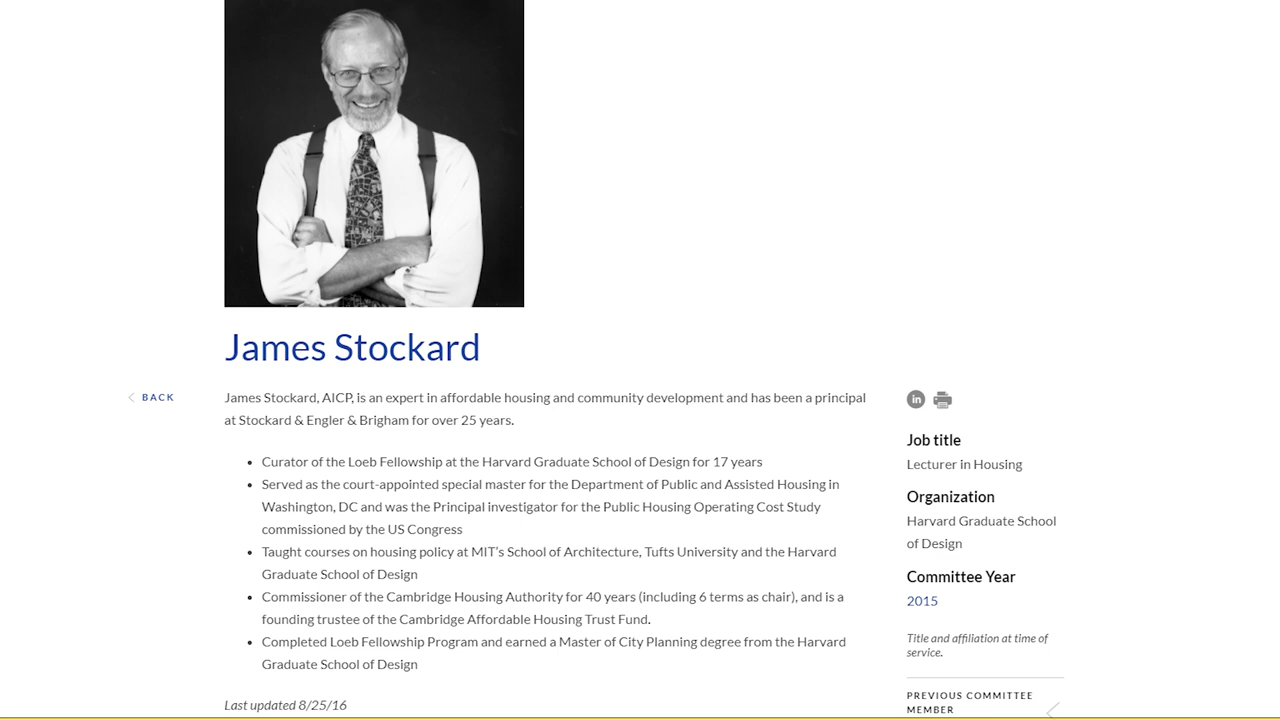 James Stockard
BACK
James Stockard, AICP, is an expert in affordable housing and community development and has been a principal
at Stockard & Engler & Brigham for over 25 years.
• Curator of the Loeb Fellowship at the Harvard Graduate School of Design for 17 years
• Served as the court-appointed special master for the Department of Public and Assisted Housing in
Washington, DC and was the Principal investigator for the Public Housing Operating Cost Study
commissioned by the US Congress
• Taught courses on housing policy at MIT's School of Architecture, Tufts University and the Harvard
Graduate School of Design
• Commissioner of the Cambridge Housing Authority for 40 years (including 6 terms as chair), and is a
founding trustee of the Cambridge Affordable Housing Trust Fund.
• Completed Loeb Fellowship Program and earned a Master of City Planning degree from the Harvard
Graduate School of Design
Last updated 8/25/16
in
Job title
Lecturer in Housing
Organization
Harvard Graduate School
of Design
Committee Year
2015
Title and affiliation at time of
service.
PREVIOUS COMMITTEE
MEMBER